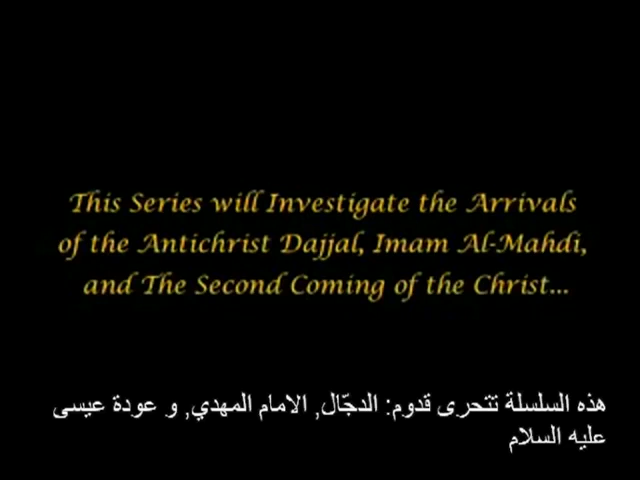 This Series will Investigate the Arrivals
of the Antichrist Dajjal, Imam Al-Mahdi,
and The Second Coming of the Christ...
هذه السلسلة تتحرى قدوم: الدجّال, الامام المهدي, و عودة عيسى
عليه السلام